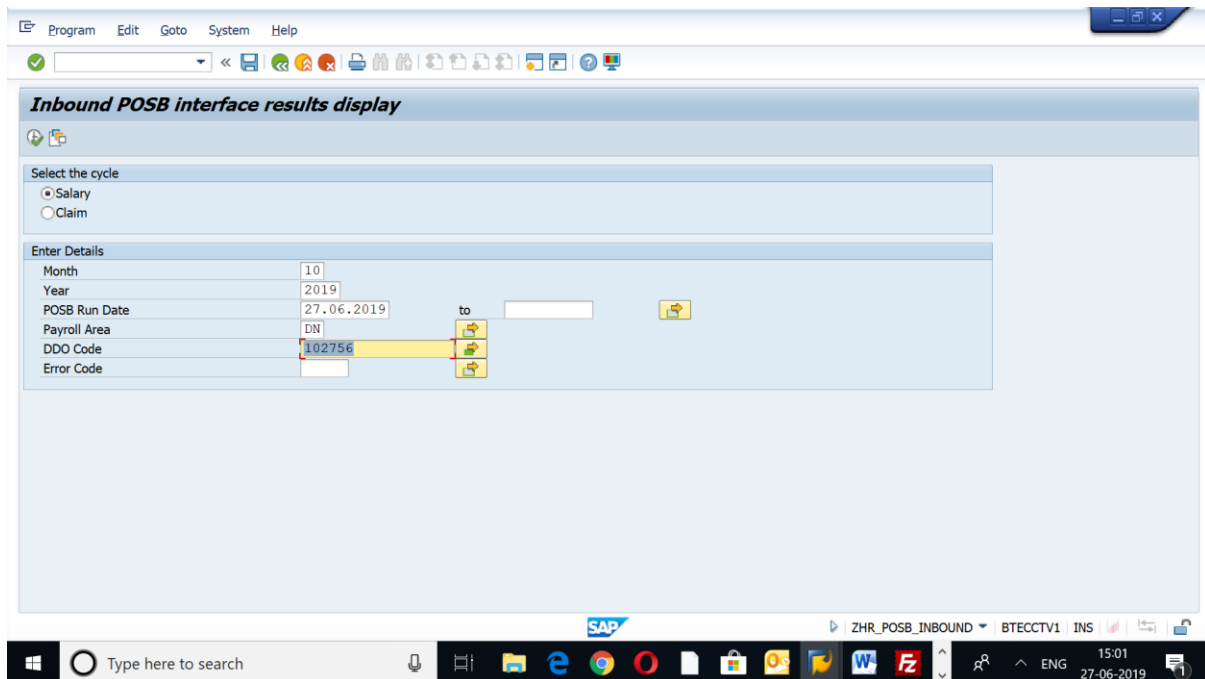 Program Edit Goto System Help
Inbound POSB interface results display
Select the cycle
Salary
Claim
Enter Details
Month 10
Year 2019
POSB Run Date 27.06.2019 to
Payroll Area DN
DDO Code 102756
Error Code
SAP ZHR_POSB_INBOUND BTECCTV1 INS
Type here to search ENG 15:01
27-06-2019 1